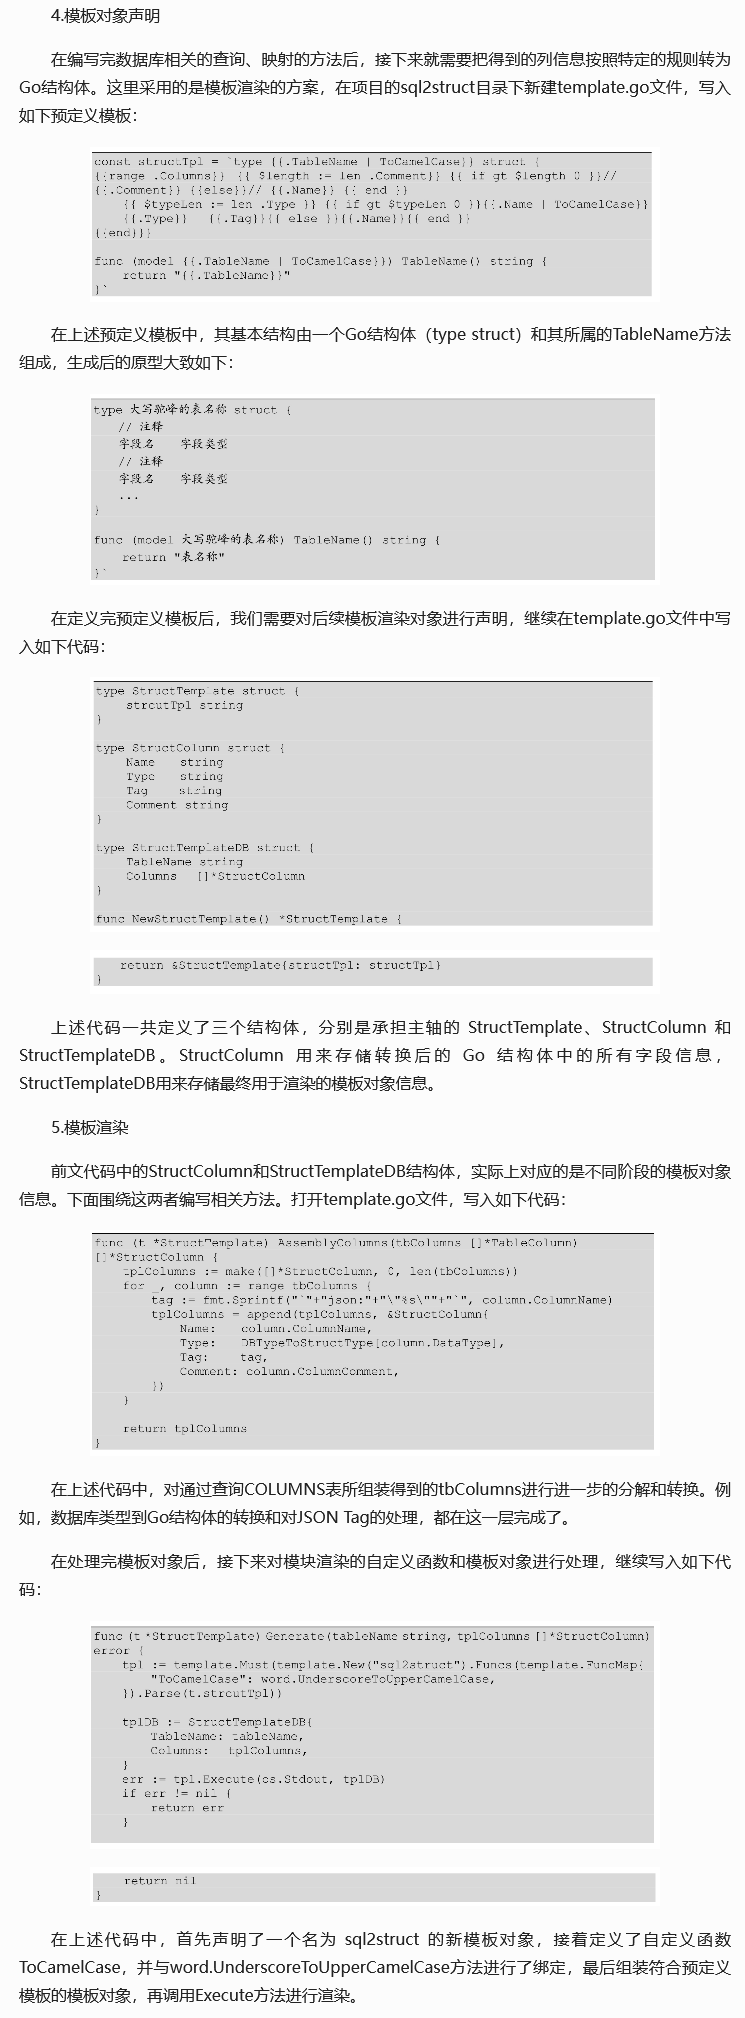 4.模板对象声明
在编写完数据库相关的查询、映射的方法后，接下来就需要把得到的列信息按照特定的规则转为
Go结构体。这里采用的是模板渲染的方案，在项目的sql2struct目录下新建template.go文件，写入
如下预定义模板：
const structTpl = `type {{.TableName | ToCamelCase}} struct {
{{range .Columns}}  {{ $length := len .Comment}} {{ if gt $length 0 }}//
{{.Comment}} {{else}}// {{.Name}} {{ end }}
    {{ $typeLen := len .Type }} {{ if gt $typeLen 0 }}{{.Name | ToCamelCase}}
    {{.Type}}  {{.Tag}}{{ else }}{{.Name}}{{ end }}
{{end}}}
func (model {{.TableName | ToCamelCase}}) TableName() string {
    return "{{.TableName}}"
}`
在上述预定义模板中，其基本结构由一个Go结构体（type struct）和其所属的TableName方法
组成，生成后的原型大致如下：
type 大写驼峰的表名称 struct {
    // 注释
    字段名    字段类型
    // 注释
    字段名    字段类型
    ...
}
func (model 大写驼峰的表名称) TableName() string {
    return "表名称"
}`
在定义完预定义模板后，我们需要对后续模板渲染对象进行声明，继续在template.go文件中写
入如下代码：
type StructTemplate struct {
    strcutTpl string
}
type StructColumn struct {
    Name    string
    Type    string
    Tag     string
    Comment string
}
type StructTemplateDB struct {
    TableName string
    Columns   []*StructColumn
}
func NewStructTemplate() *StructTemplate {
    return &StructTemplate{structTpl: structTpl}
}
上述代码一共定义了三个结构体，分别是承担主轴的 StructTemplate、StructColumn 和
StructTemplateDB。StructColumn 用来存储转换后的 Go 结构体中的所有字段信息，
StructTemplateDB用来存储最终用于渲染的模板对象信息。
5.模板渲染
前文代码中的StructColumn和StructTemplateDB结构体，实际上对应的是不同阶段的模板对象
信息。下面围绕这两者编写相关方法。打开template.go文件，写入如下代码：
func (t *StructTemplate) AssemblyColumns(tbColumns []*TableColumn)
[]*StructColumn {
    tplColumns := make([]*StructColumn, 0, len(tbColumns))
    for _, column := range tbColumns {
        tag := fmt.Sprintf("`"+"json:"+"\"%s\""+"`", column.ColumnName)
        tplColumns = append(tplColumns, &StructColumn{
            Name:    column.ColumnName,
            Type:    DBTypeToStructType[column.DataType],
            Tag:     tag,
            Comment: column.ColumnComment,
        })
    }
    return tplColumns
}
在上述代码中，对通过查询COLUMNS表所组装得到的tbColumns进行进一步的分解和转换。例
如，数据库类型到Go结构体的转换和对JSON Tag的处理，都在这一层完成了。
在处理完模板对象后，接下来对模块渲染的自定义函数和模板对象进行处理，继续写入如下代
码：
func (t *StructTemplate) Generate(tableName string, tplColumns []*StructColumn)
error {
    tpl := template.Must(template.New("sql2struct").Funcs(template.FuncMap{
        "ToCamelCase": word.UnderscoreToUpperCamelCase,
    }).Parse(t.strcutTpl))
    tplDB := StructTemplateDB{
        TableName: tableName,
        Columns:   tplColumns,
    }
    err := tpl.Execute(os.Stdout, tplDB)
    if err != nil {
        return err
    }
    return nil
}
在上述代码中，首先声明了一个名为 sql2struct 的新模板对象，接着定义了自定义函数
ToCamelCase，并与word.UnderscoreToUpperCamelCase方法进行了绑定，最后组装符合预定义
模板的模板对象，再调用Execute方法进行渲染。